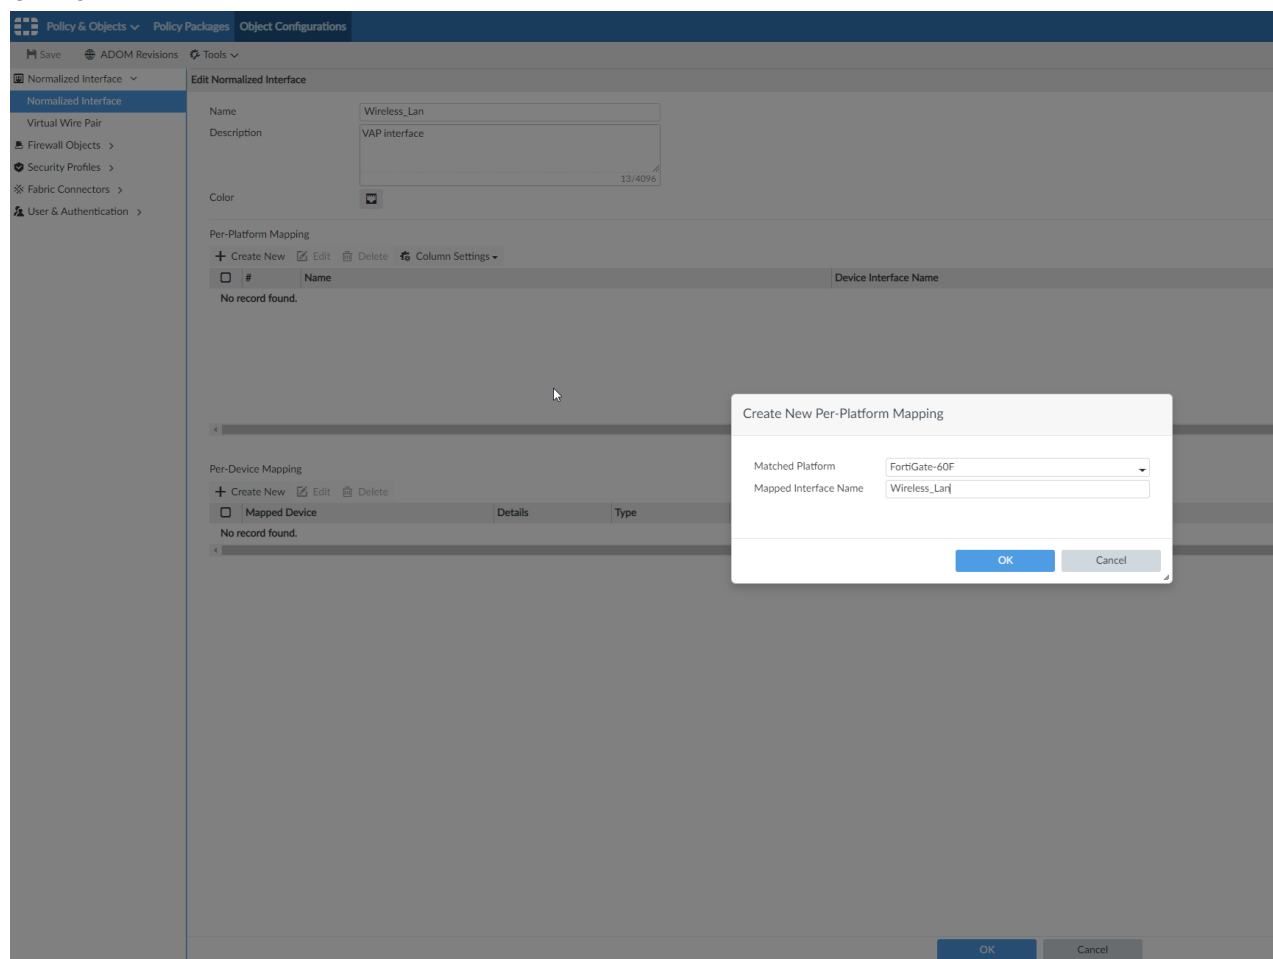 Policy & Objects Policy Packages Object Configurations
Save ADOM Revisions Tools
Normalized Interface
Normalized Interface
Virtual Wire Pair
Firewall Objects
Security Profiles
Fabric Connectors
User & Authentication
Edit Normalized Interface
Name Wireless_Lan
Description VAP interface
13/4096
Color
Per-Platform Mapping
Create New Edit Delete Column Settings
# Name Device Interface Name
No record found.
Per-Device Mapping
Create New Edit Delete
Mapped Device Details Type
No record found.
Create New Per-Platform Mapping
Matched Platform FortiGate-60F
Mapped Interface Name Wireless_Lan
OK Cancel
OK Cancel